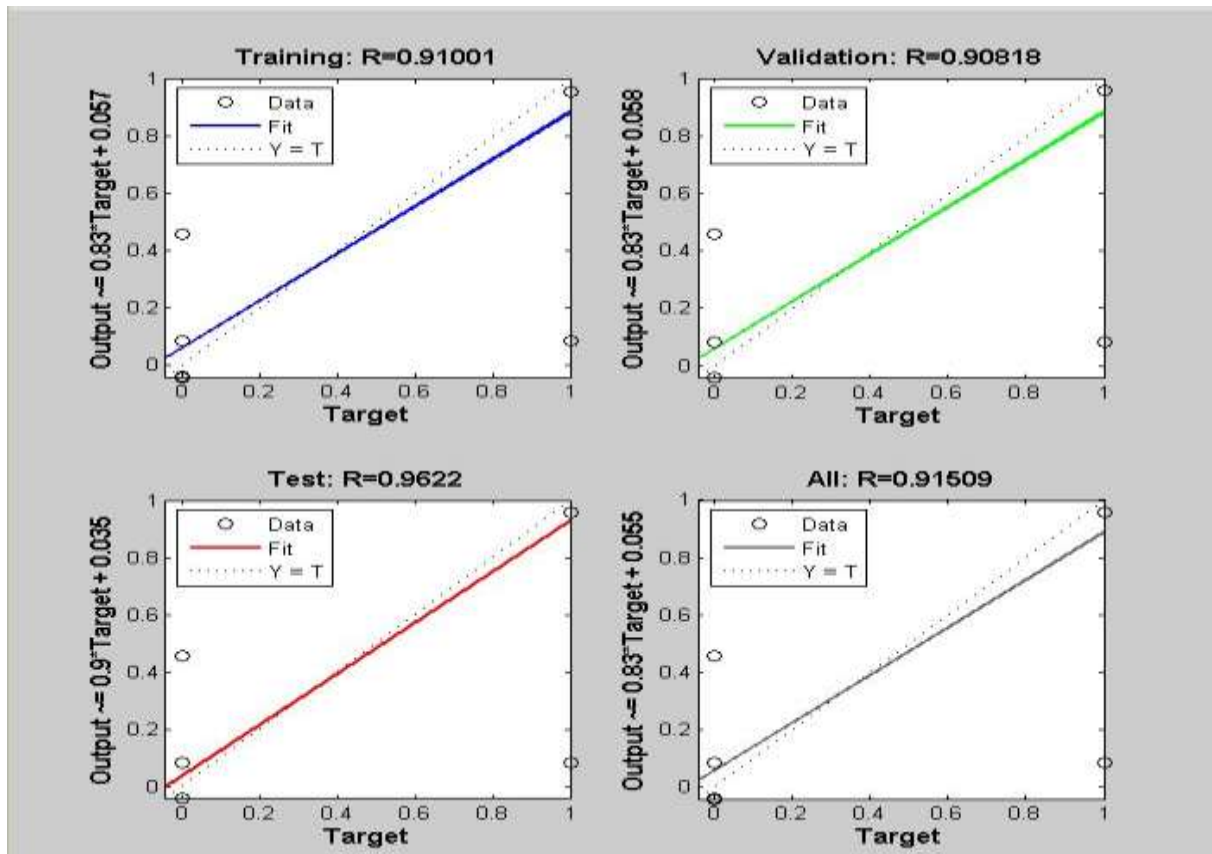 Training: R=0.91001
Output ~= 0.83*Target + 0.057
1
0.8
0.6
0.4
0.2
0
Data
Fit
Y = T
0 0.2 0.4 0.6 0.8 1
Target
Validation: R=0.90818
Output ~= 0.83*Target + 0.058
1
0.8
0.6
0.4
0.2
0
Data
Fit
Y = T
0 0.2 0.4 0.6 0.8 1
Target
Test: R=0.9622
Output ~= 0.9*Target + 0.035
1
0.8
0.6
0.4
0.2
0
Data
Fit
Y = T
0 0.2 0.4 0.6 0.8 1
Target
All: R=0.91509
Output ~= 0.83*Target + 0.055
1
0.8
0.6
0.4
0.2
0
Data
Fit
Y = T
0 0.2 0.4 0.6 0.8 1
Target